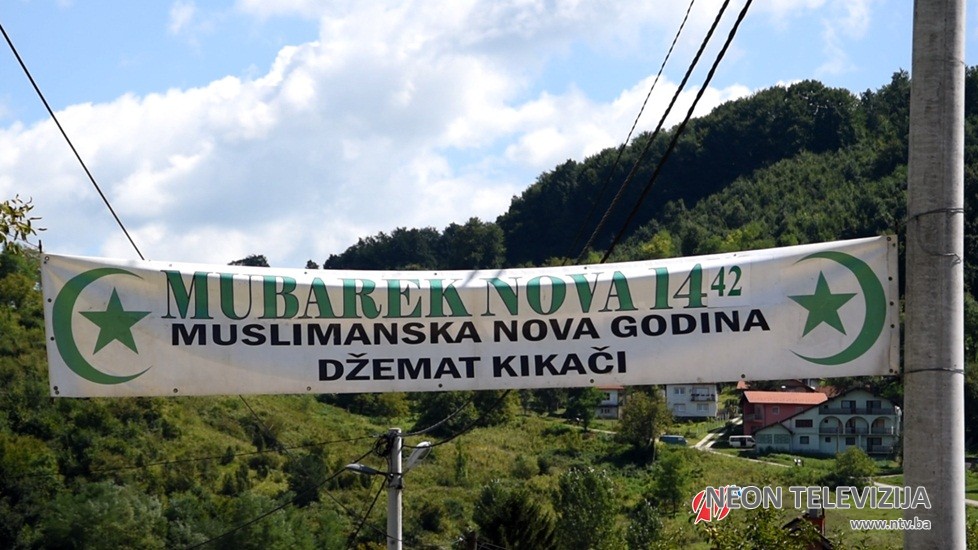 MUBAREK NOVA 1442
MUSLIMANSKA NOVA GODINA
DŽEMAT KIKAČI
NEON TELEVIZIJA
www.ntv.ba